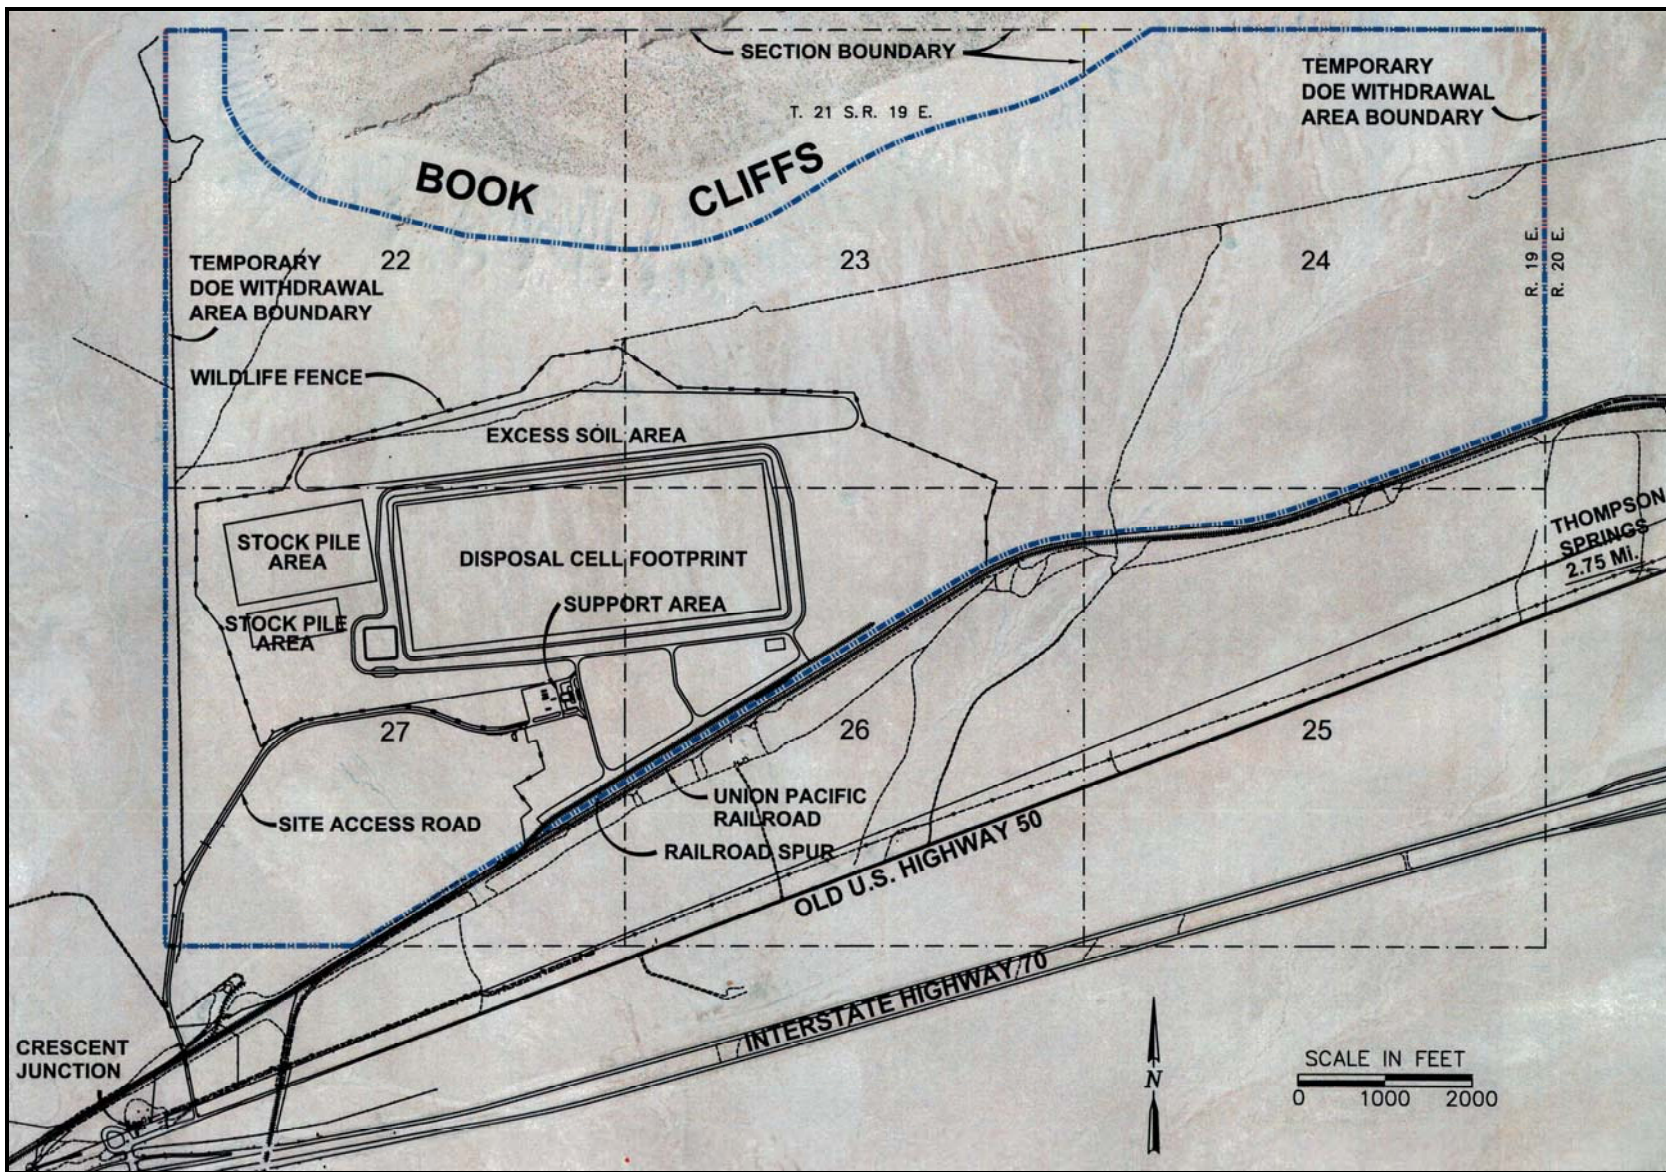 SECTION BOUNDARY
TEMPORARY
DOE WITHDRAWAL
AREA BOUNDARY
T. 21 S.R. 19 E.
BOOK CLIFFS
R. 19 E.
R. 20 E.
TEMPORARY
DOE WITHDRAWAL
AREA BOUNDARY
22
23
24
WILDLIFE FENCE
EXCESS SOIL AREA
STOCK PILE
AREA
DISPOSAL CELL FOOTPRINT
THOMPSON
SPRINGS
2.75 Mi.
SUPPORT AREA
STOCK PILE
AREA
27
26
25
UNION PACIFIC
RAILROAD
SITE ACCESS ROAD
RAILROAD SPUR
OLD U.S. HIGHWAY 50
INTERSTATE HIGHWAY 70
CRESCENT
JUNCTION
N
SCALE IN FEET
0 1000 2000